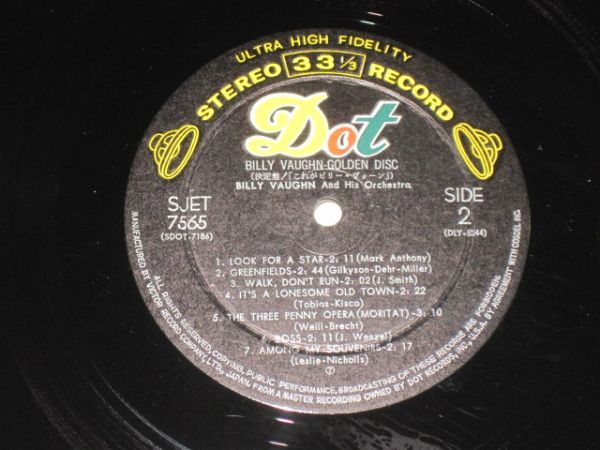 ULTRA HIGH FIDELITY
STEREO 33 1/3 RECORD
Dot
BILLY VAUGHN-GOLDEN DISC
(決定盤!「これがビリー・ヴォーン」)
BILLY VAUGHN And His Orchestra
SJET
7565
(SDOT-7186)
SIDE
2
(DLY-5244)
1. LOOK FOR A STAR-2: 11 (Mark Anthony)
2. GREENFIELDS-2: 44 (Gilkyson-Dehr-Miller)
3. WALK, DON'T RUN-2: 02 (J. Smith)
4. IT'S A LONESOME OLD TOWN-2: 22
(Tobias-Kisco)
5. THE THREE PENNY OPERA (MORITAT)-3: 10
(Weill-Brecht)
6. BOSS-2: 11 (J. Wenzel)
7. AMONG MY SOUVENIRS-2: 17
(Leslie-Nicholls)
MANUFACTURED BY VICTOR RECORD COMPANY, LTD., JAPAN, FROM A MASTER RECORDING OWNED BY DOT RECORDS, INC., U.S.A. BY AGREEMENT WITH COSDEL INC.
ALL RIGHTS RESERVED, COPYING, PUBLIC PERFORMANCE, BROADCASTING OF THESE RECORDS ARE FORBIDDEN.